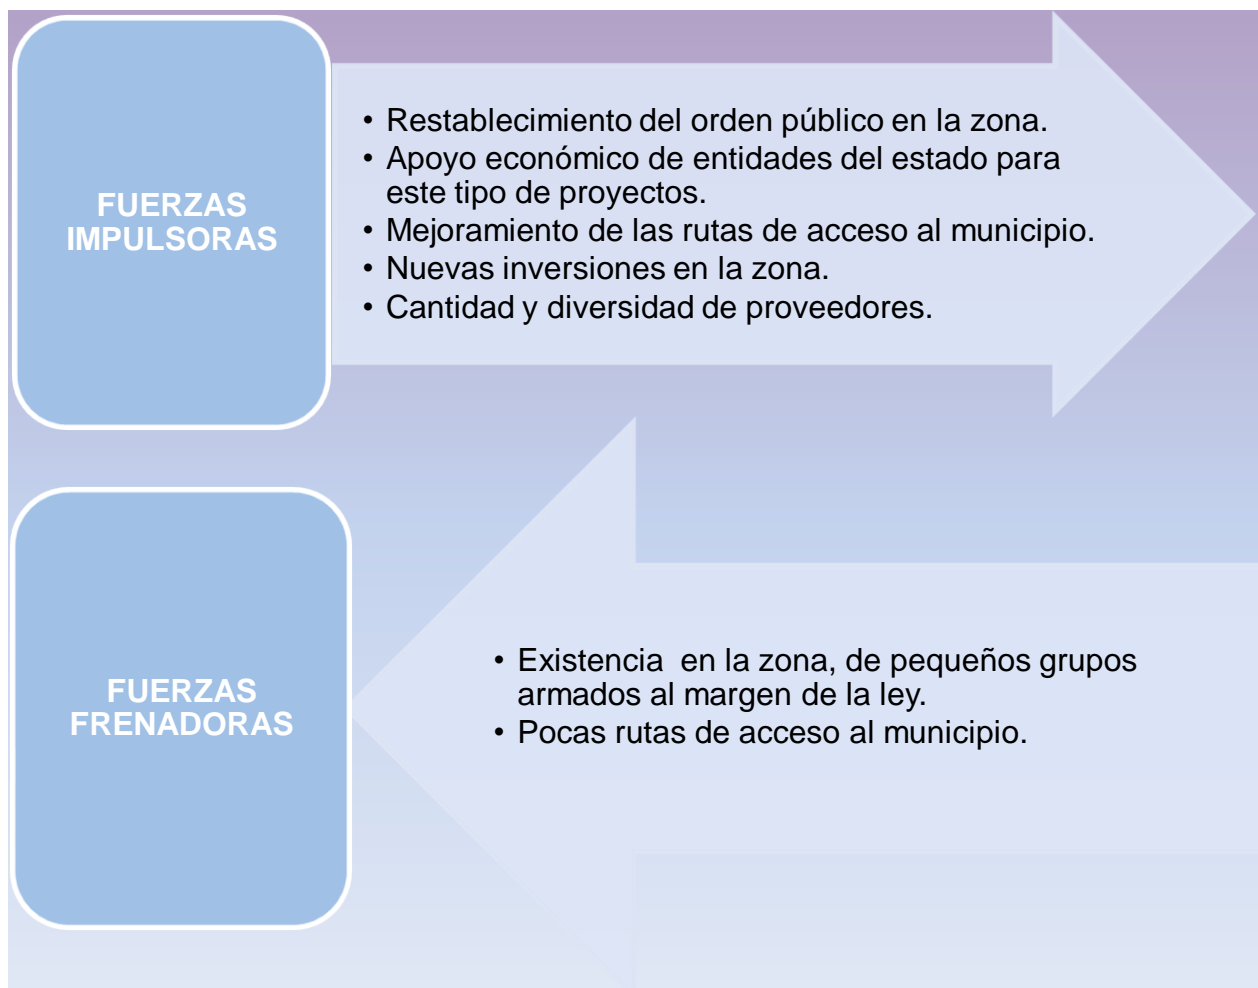 FUERZAS
IMPULSORAS
• Restablecimiento del orden público en la zona.
• Apoyo económico de entidades del estado para
este tipo de proyectos.
• Mejoramiento de las rutas de acceso al municipio.
• Nuevas inversiones en la zona.
• Cantidad y diversidad de proveedores.
FUERZAS
FRENADORAS
• Existencia  en la zona, de pequeños grupos
armados al margen de la ley.
• Pocas rutas de acceso al municipio.